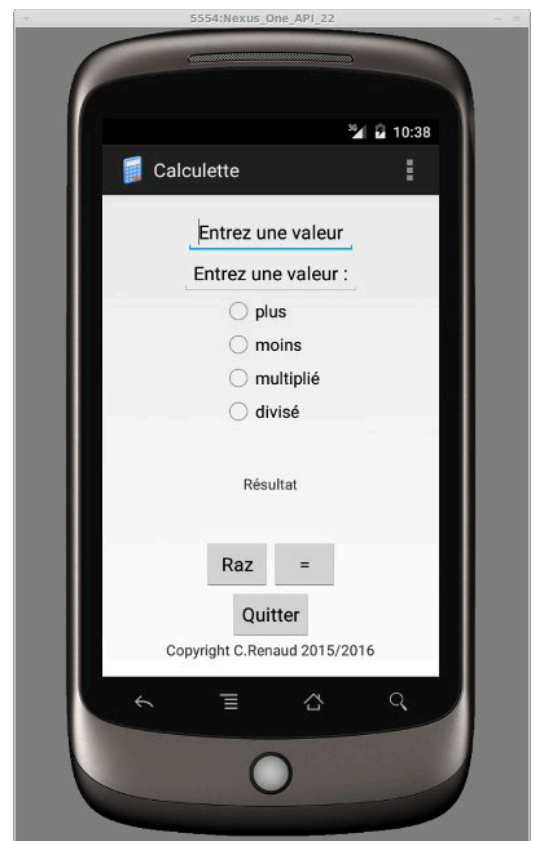 5554:Nexus_One_API_22
3G 10:38
Calculette
Entrez une valeur
Entrez une valeur :
plus
moins
multiplié
divisé
Résultat
Raz =
Quitter
Copyright C.Renaud 2015/2016